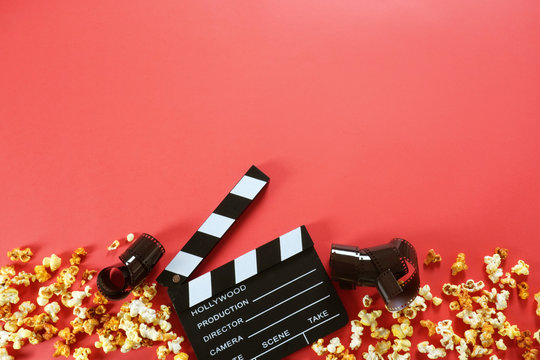 HOLLYWOOD
PRODUCTION
DIRECTOR
CAMERA
DATE SCENE TAKE